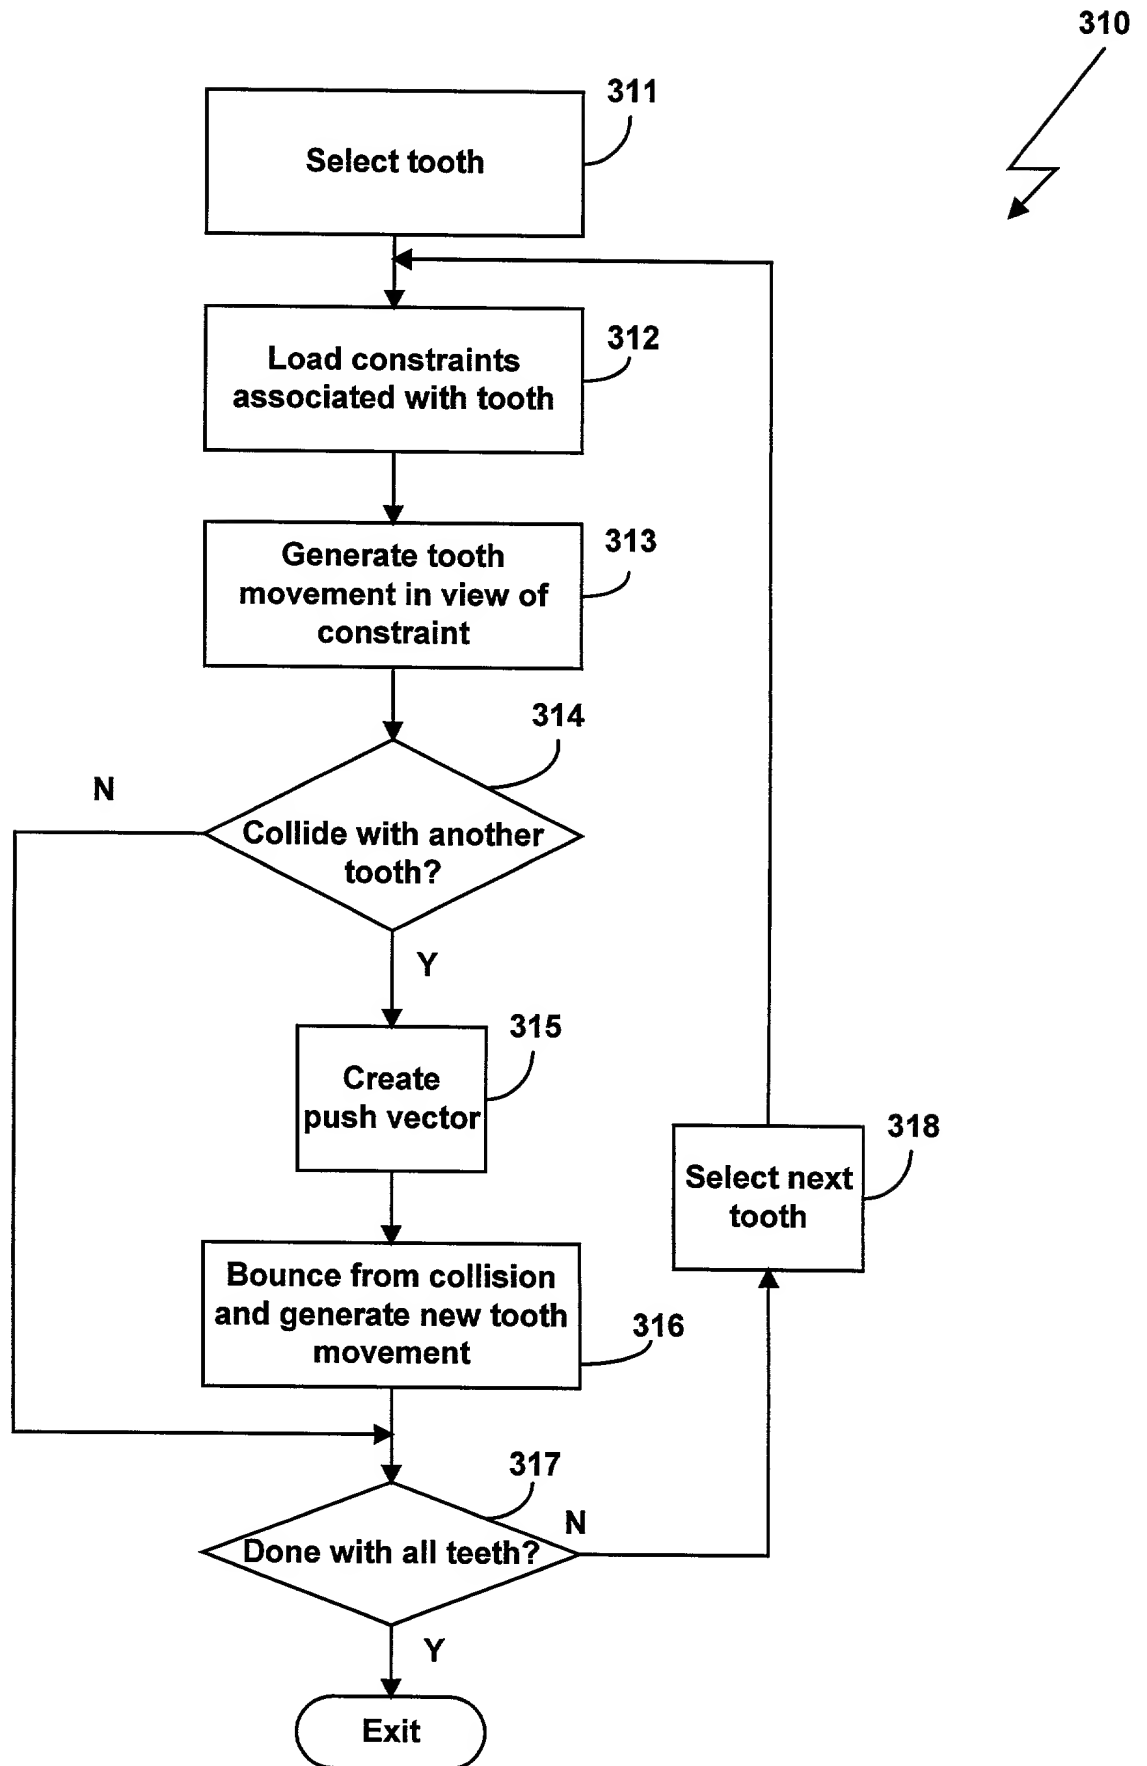 310
311
Select tooth
312
Load constraints
associated with tooth
313
Generate tooth
movement in view of
constraint
314
N
Collide with another
tooth?
Y
315
Create
push vector
318
Select next
tooth
Bounce from collision
and generate new tooth
movement
316
317
N
Done with all teeth?
Y
Exit